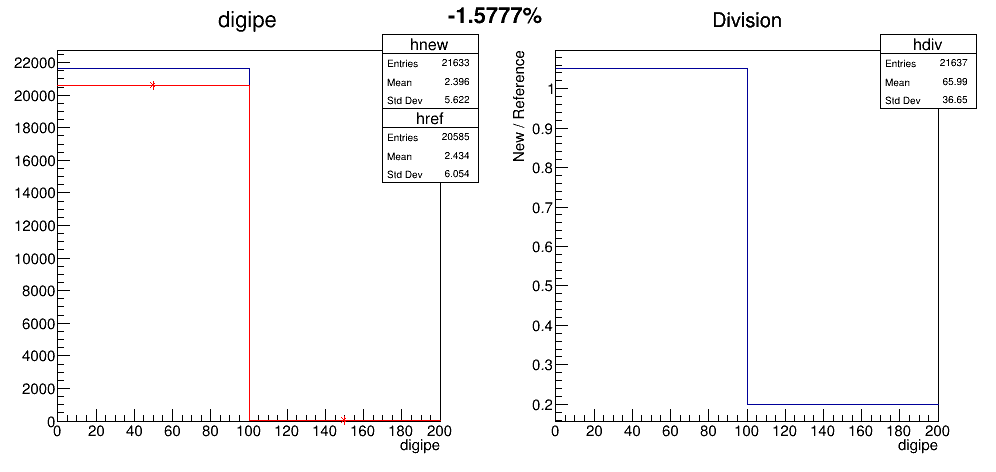 -1.5777%
digipe
hnew
Entries 21633
Mean 2.396
Std Dev 5.622
href
Entries 20585
Mean 2.434
Std Dev 6.054
22000
20000
18000
16000
14000
12000
10000
8000
6000
4000
2000
0
0 20 40 60 80 100 120 140 160 180 200
digipe
Division
hdiv
Entries 21637
Mean 65.99
Std Dev 36.65
New / Reference
1
0.9
0.8
0.7
0.6
0.5
0.4
0.3
0.2
0 20 40 60 80 100 120 140 160 180 200
digipe